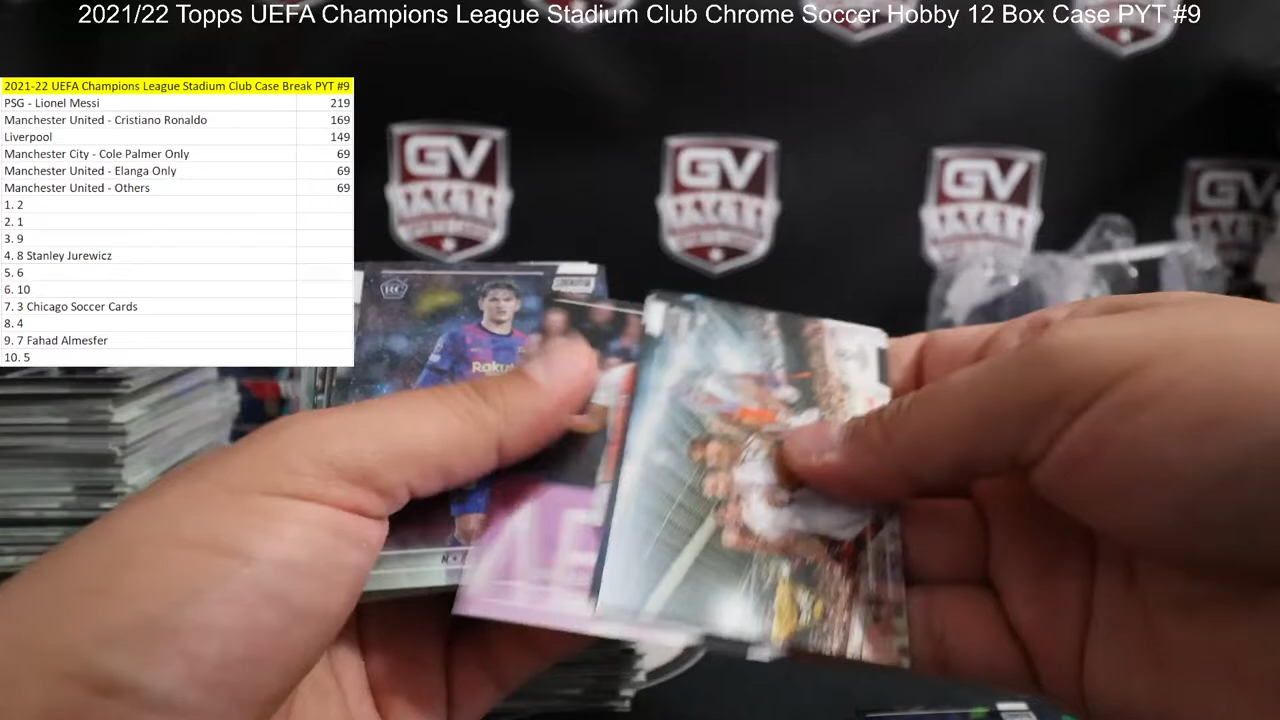 2021/22 Topps UEFA Champions League Stadium Club Chrome Soccer Hobby 12 Box Case PYT #9
2021-22 UEFA Champions League Stadium Club Case Break PYT #9
PSG - Lionel Messi 219
Manchester United - Cristiano Ronaldo 169
Liverpool 149
Manchester City - Cole Palmer Only 69
Manchester United - Elanga Only 69
Manchester United - Others 69
1. 2
2. 1
3. 9
4. 8 Stanley Jurewicz
5. 6
6. 10
7. 3 Chicago Soccer Cards
8. 4
9. 7 Fahad Almesfer
10. 5
GV
GV
GV
GV
RC
Rakut